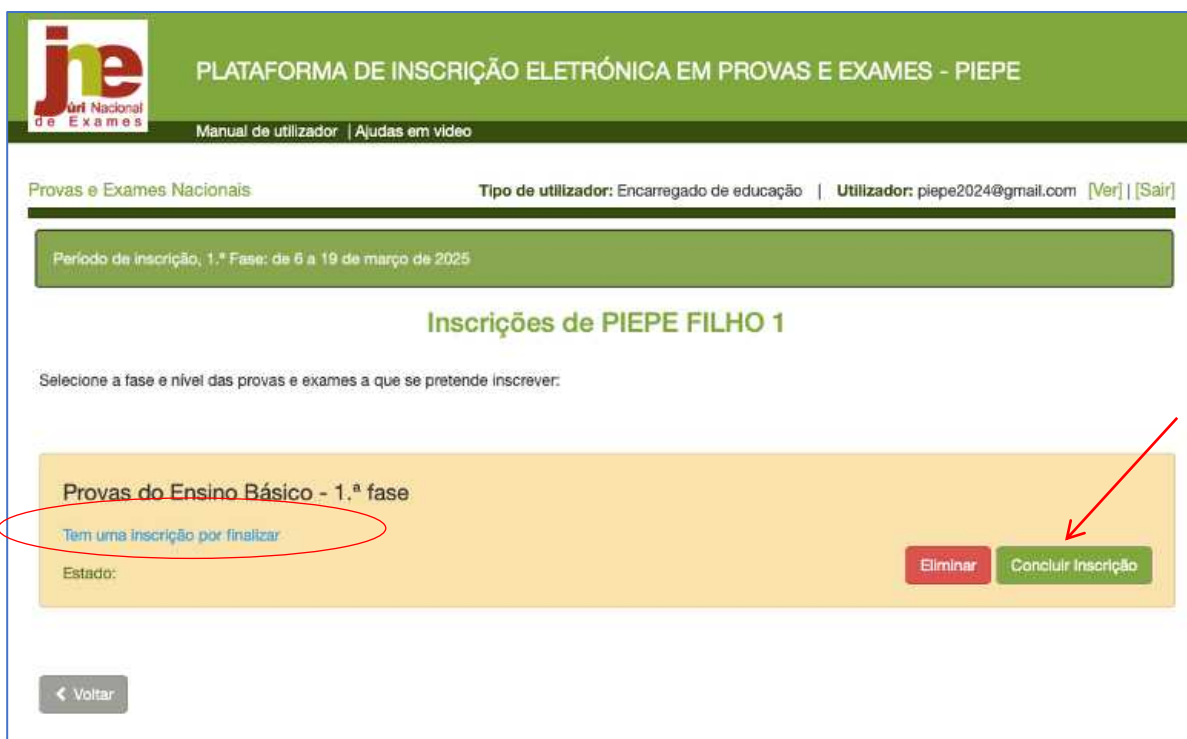 jne
Júri Nacional
de Exames
PLATAFORMA DE INSCRIÇÃO ELETRÓNICA EM PROVAS E EXAMES - PIEPE
Manual de utilizador | Ajudas em video
Provas e Exames Nacionais
Tipo de utilizador: Encarregado de educação | Utilizador: piepe2024@gmail.com [Ver] | [Sair]
Período de inscrição, 1.ª Fase: de 6 a 19 de março de 2025
Inscrições de PIEPE FILHO 1
Selecione a fase e nível das provas e exames a que se pretende inscrever:
Provas do Ensino Básico - 1.ª fase
Tem uma inscrição por finalizar
Estado:
Eliminar
Concluir Inscrição
Voltar